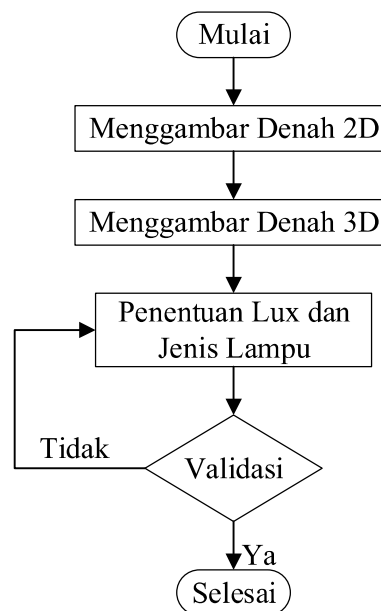 Mulai
Menggambar Denah 2D
Menggambar Denah 3D
Penentuan Lux dan
Jenis Lampu
Tidak
Validasi
Ya
Selesai